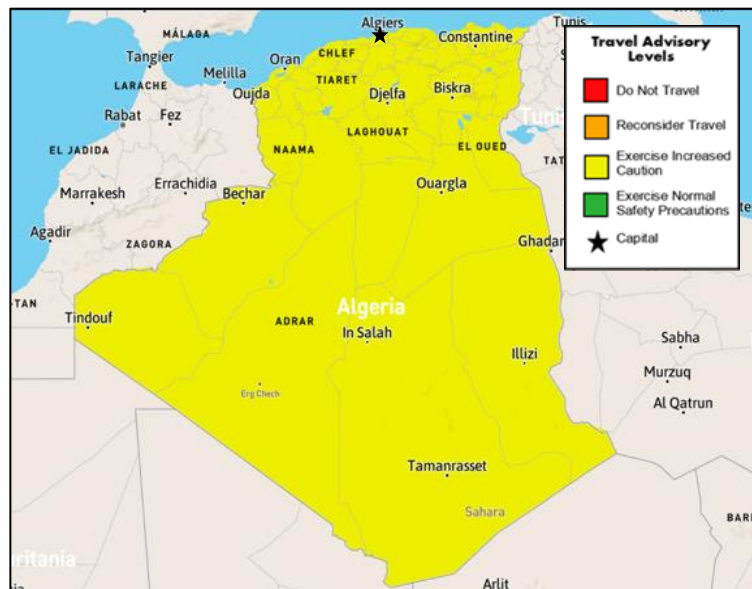 MÁLAGA
Algiers
Tunis
Tangier
Constantine
Oran
CHLEF
Melilla
TIARET
LARACHE
Oujda
Djelfa
Biskra
Rabat
Fez
LAGHOUAT
EL JADIDA
NAAMA
EL OUED
Marrakesh
Errachidia
Bechar
Ouargla
Agadir
ZAGORA
Ghadar
Algeria
Tindouf
ADRAR
In Salah
Illizi
Sabha
Murzuq
Erg Chech
Al Qatrun
Tamanrasset
Sahara
BAR
ritania
Arlit
Travel Advisory
Levels
Do Not Travel
Reconsider Travel
Exercise Increased
Caution
Exercise Normal
Safety Precautions
Capital